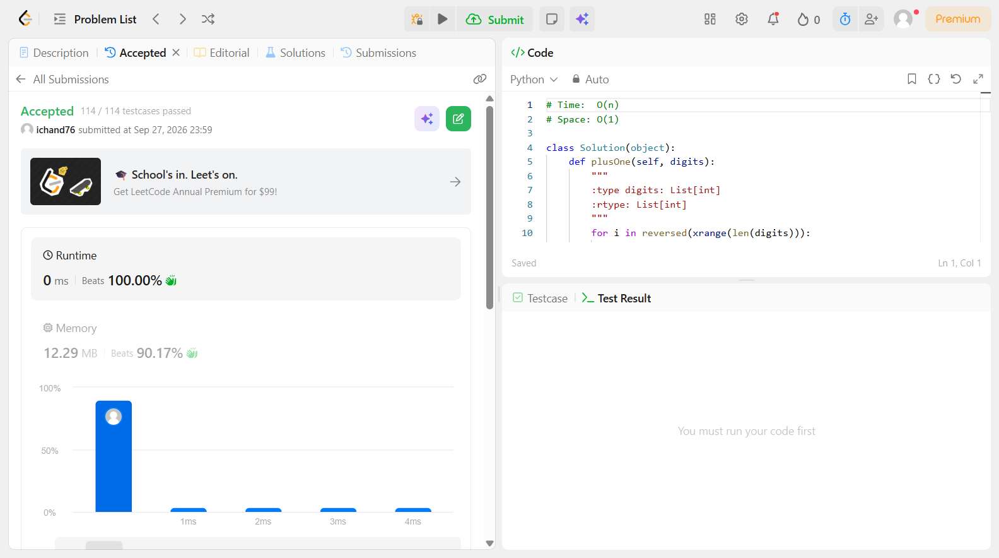 Problem List
Submit
0
Premium
Description
Accepted
Editorial
Solutions
Submissions
All Submissions
Accepted 114 / 114 testcases passed
ichand76 submitted at Sep 27, 2026 23:59
School's in. Leet's on.
Get LeetCode Annual Premium for $99!
Runtime
0 ms Beats 100.00%
Memory
12.29 MB Beats 90.17%
100%
50%
0%
1ms 2ms 3ms 4ms
</> Code
Python Auto
1 # Time:  O(n)
2 # Space: O(1)
3
4 class Solution(object):
5     def plusOne(self, digits):
6         """
7         :type digits: List[int]
8         :rtype: List[int]
9         """
10         for i in reversed(xrange(len(digits))):
Saved Ln 1, Col 1
Testcase
Test Result
You must run your code first